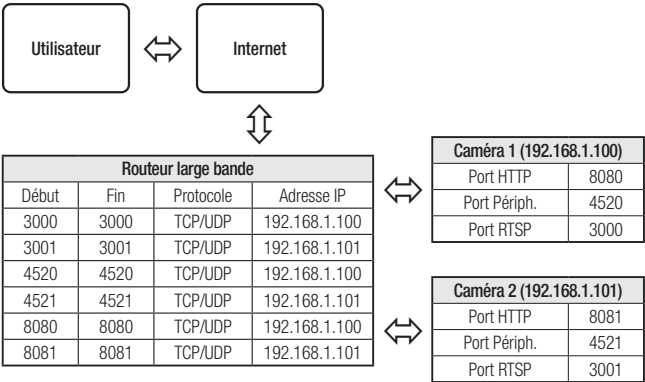 Utilisateur
Internet
Routeur large bande
Début Fin Protocole Adresse IP
3000 3000 TCP/UDP 192.168.1.100
3001 3001 TCP/UDP 192.168.1.101
4520 4520 TCP/UDP 192.168.1.100
4521 4521 TCP/UDP 192.168.1.101
8080 8080 TCP/UDP 192.168.1.100
8081 8081 TCP/UDP 192.168.1.101
Caméra 1 (192.168.1.100)
Port HTTP 8080
Port Périph. 4520
Port RTSP 3000
Caméra 2 (192.168.1.101)
Port HTTP 8081
Port Périph. 4521
Port RTSP 3001